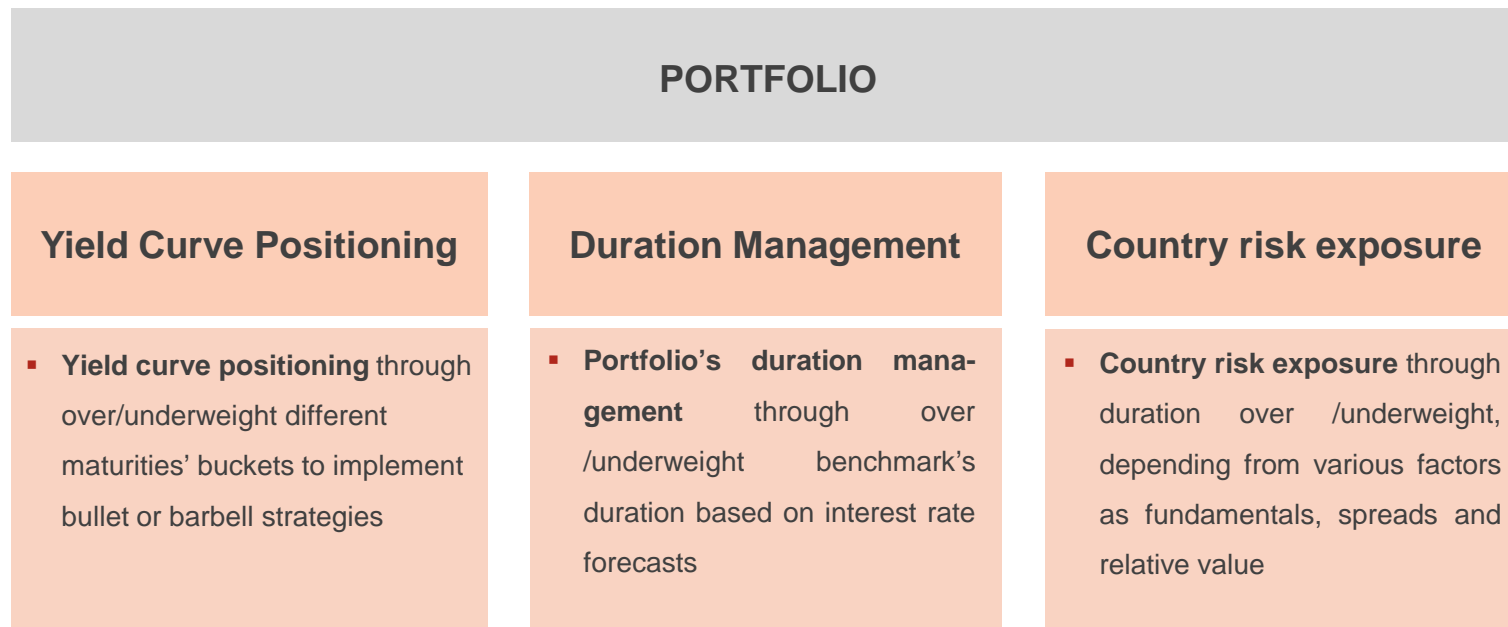 PORTFOLIO
Yield Curve Positioning
▪ Yield curve positioning through
over/underweight different
maturities’ buckets to implement
bullet or barbell strategies
Duration Management
▪ Portfolio’s duration mana-
gement through over
/underweight benchmark’s
duration based on interest rate
forecasts
Country risk exposure
▪ Country risk exposure through
duration over /underweight,
depending from various factors
as fundamentals, spreads and
relative value